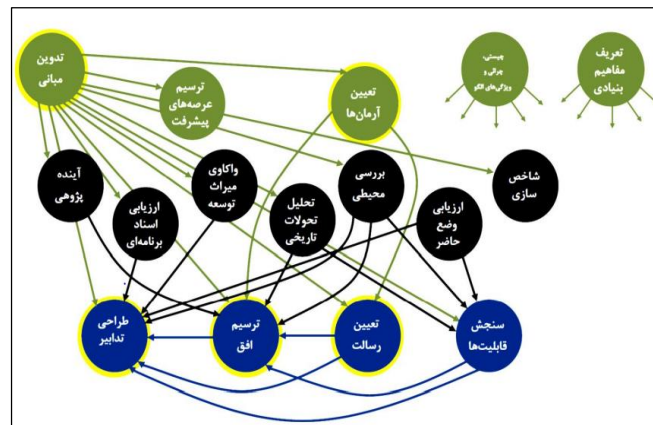 تدوین
مبانی
ترسیم
عرصه‌های
پیشرفت
تعیین
آرمان‌ها
چیستی،
چرائی و
ویژگی‌های الگو
تعریف
مفاهیم
بنیادی
آینده
پژوهی
ارزیابی
اسناد
برنامه‌ای
واکاوی
میراث
توسعه
تحلیل
تحولات
تاریخی
بررسی
محیطی
ارزیابی
وضع
حاضر
شاخص
سازی
طراحی
تدابیر
ترسیم
افق
تعیین
رسالت
سنجش
قابلیت‌ها